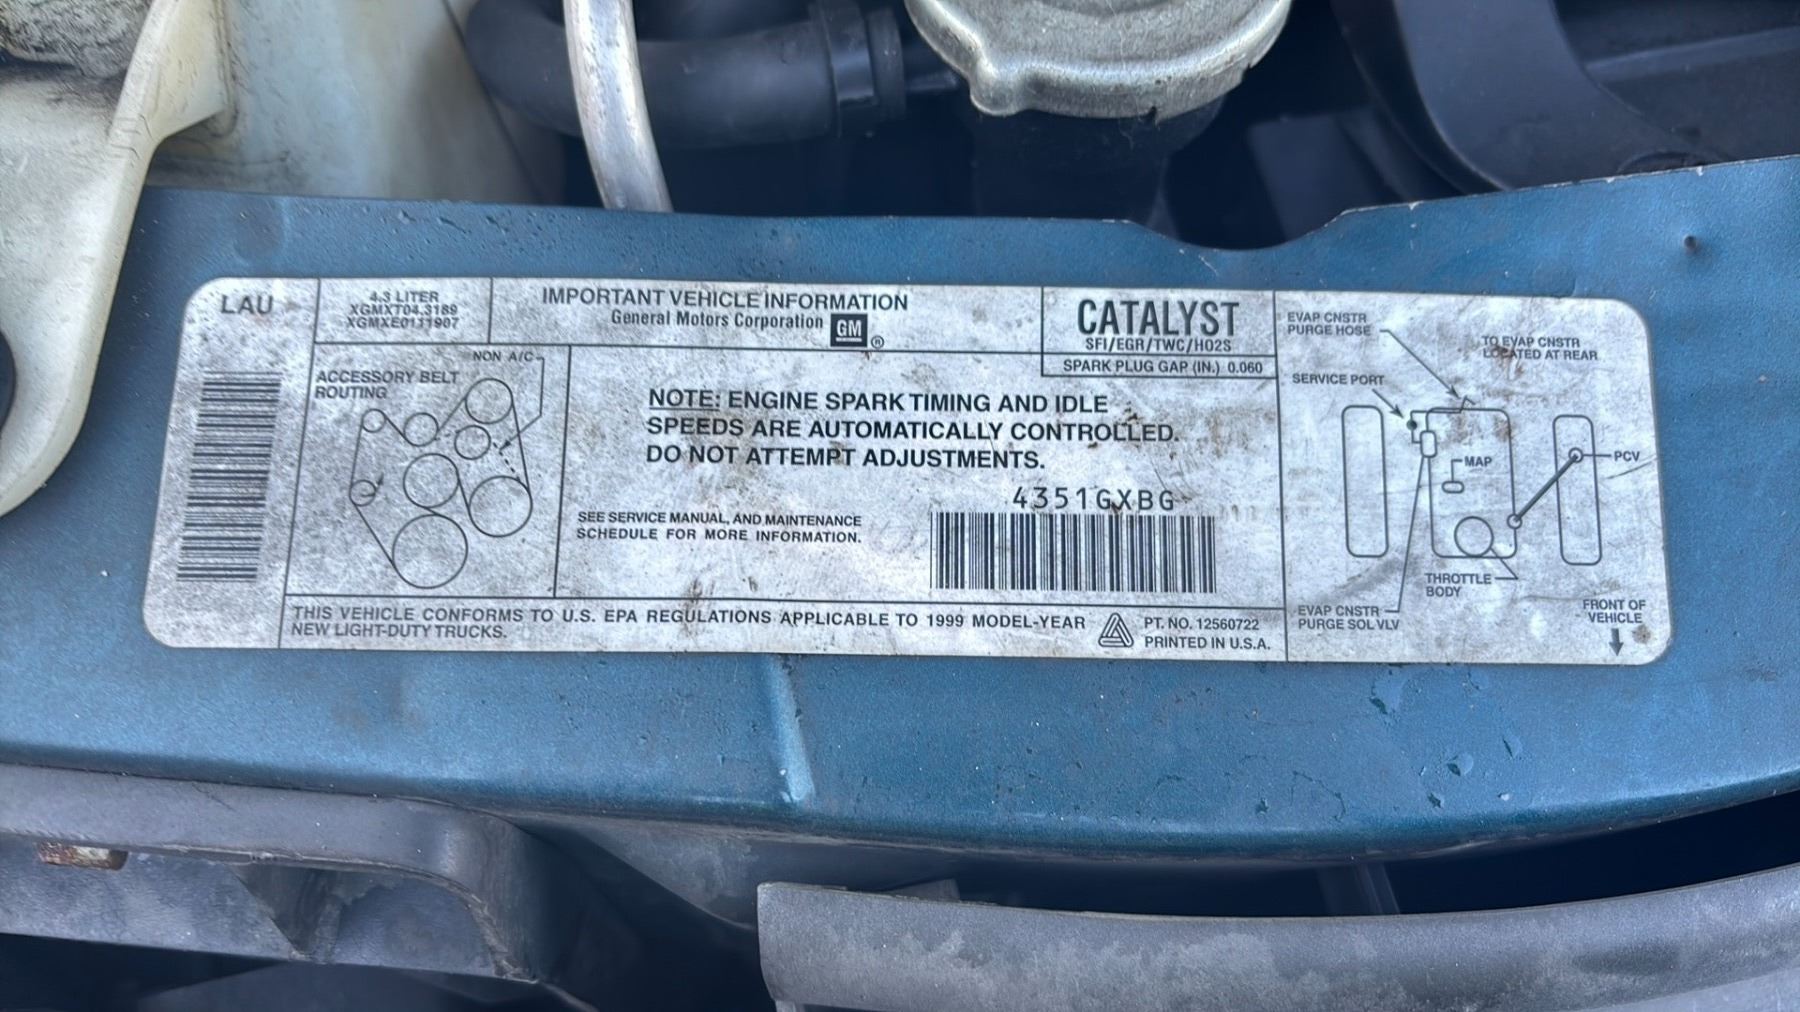 LAU
4.3 LITER
XGMXT04.3189
XGMXE0111907
IMPORTANT VEHICLE INFORMATION
General Motors Corporation GM ®
CATALYST
SFI/EGR/TWC/HO2S
SPARK PLUG GAP (IN.) 0.060
NON A/C
ACCESSORY BELT
ROUTING
NOTE: ENGINE SPARK TIMING AND IDLE
SPEEDS ARE AUTOMATICALLY CONTROLLED.
DO NOT ATTEMPT ADJUSTMENTS.
4351GXBG
SEE SERVICE MANUAL, AND MAINTENANCE
SCHEDULE FOR MORE INFORMATION.
THIS VEHICLE CONFORMS TO U.S. EPA REGULATIONS APPLICABLE TO 1999 MODEL-YEAR
NEW LIGHT-DUTY TRUCKS.
PT. NO. 12560722
PRINTED IN U.S.A.
EVAP CNSTR
PURGE HOSE
TO EVAP CNSTR
LOCATED AT REAR
SERVICE PORT
MAP
PCV
THROTTLE
BODY
EVAP CNSTR
PURGE SOL VLV
FRONT OF
VEHICLE